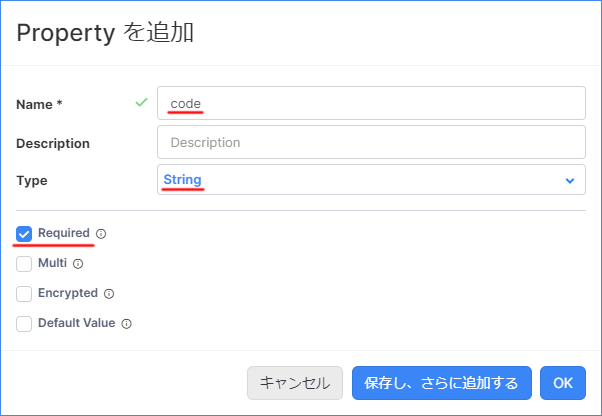 Property を追加
Name * code
Description Description
Type String
Required
Multi
Encrypted
Default Value
キャンセル 保存し、さらに追加する OK